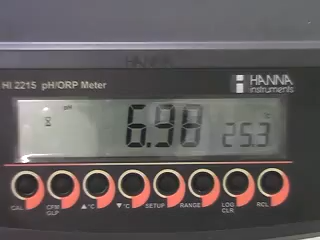 HANNA
HI 2215 pH/ORP Meter
HANNA
instruments
pH
6.98 25.3
CAL CFM GLP ▲°C ▼°C SETUP RANGE LOG CLR RCL